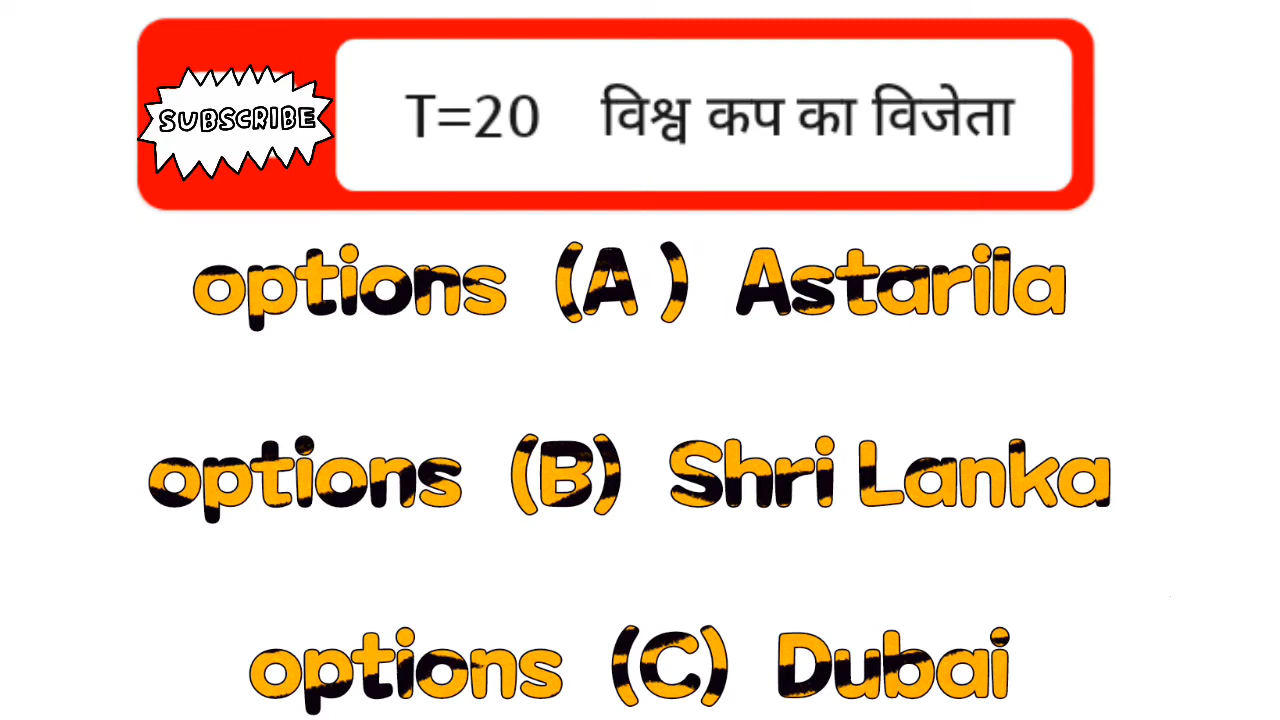 SUBSCRIBE
T=20 विश्व कप का विजेता
options (A ) Astarila
options (B) Shri Lanka
options (C) Dubai